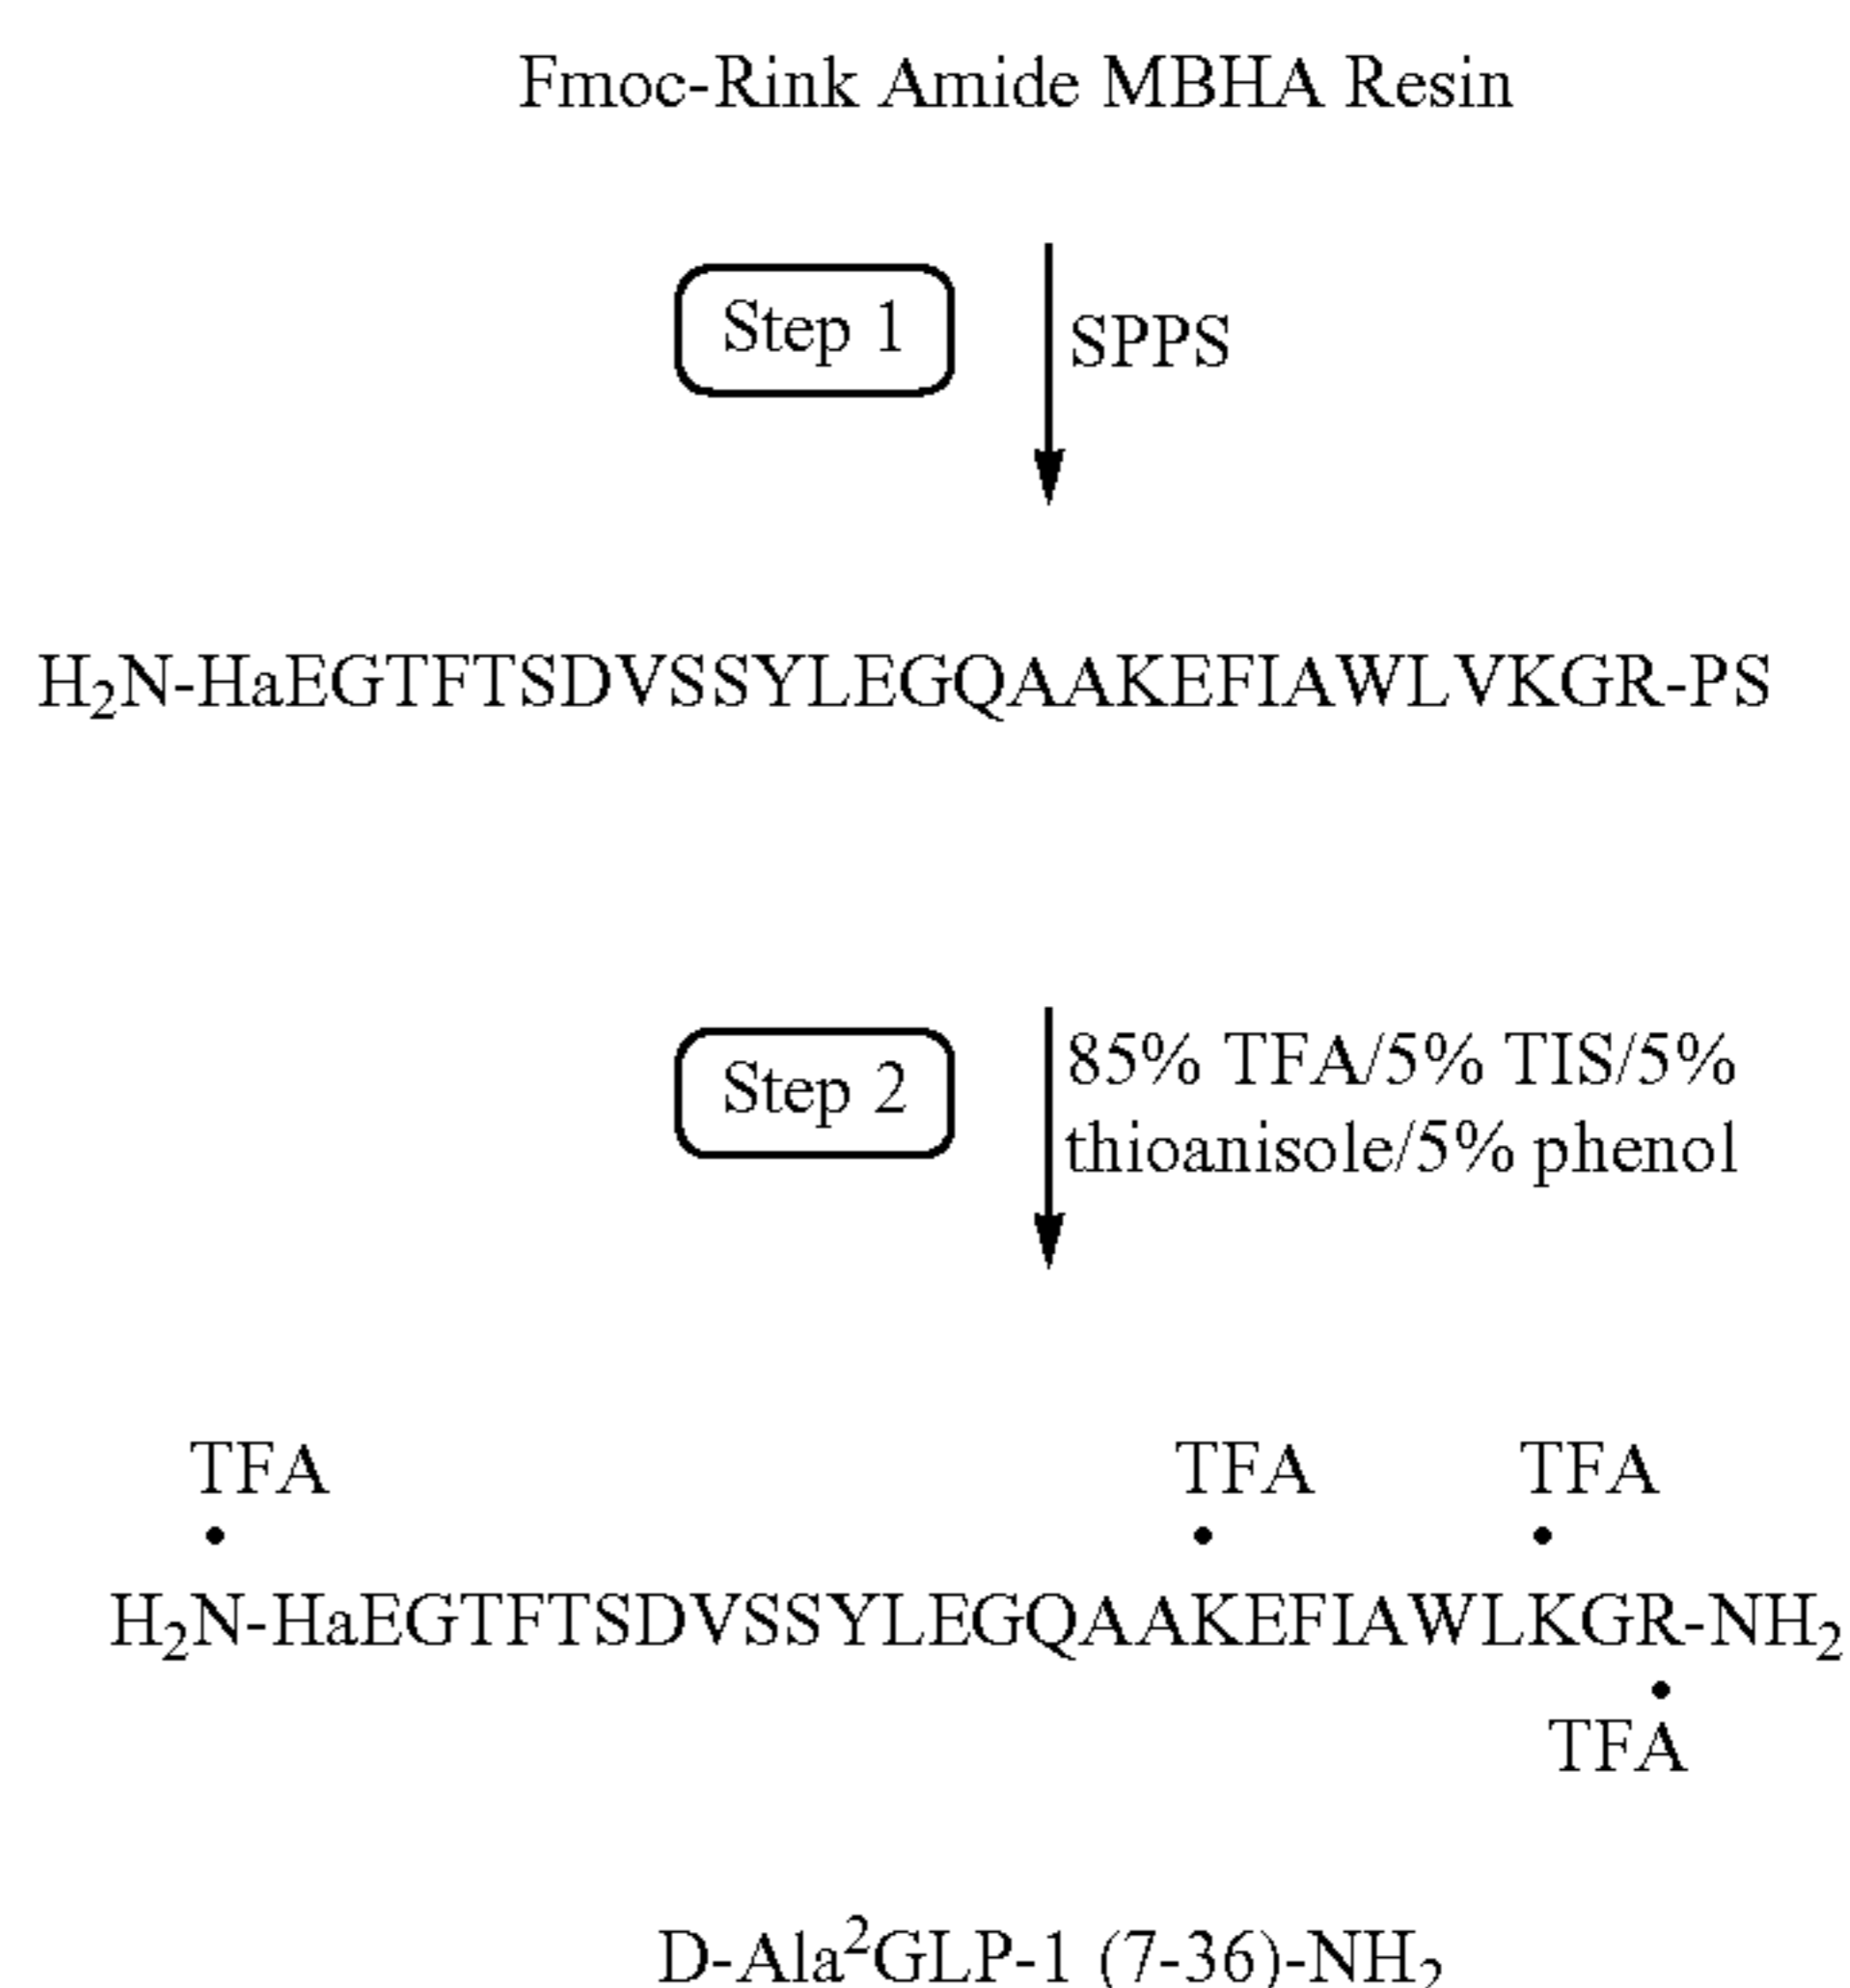 Fmoc-Rink Amide MBHA Resin
Step 1
SPPS
H₂N-HaEGTFTSDVSSYLEGQAAKEFIAWLVKGR-PS
Step 2
85% TFA/5% TIS/5%
thioanisole/5% phenol
TFA TFA TFA
H₂N-HaEGTFTSDVSSYLEGQAAKEFIAWLKGR-NH₂
TFA
D-Ala²GLP-1 (7-36)-NH₂